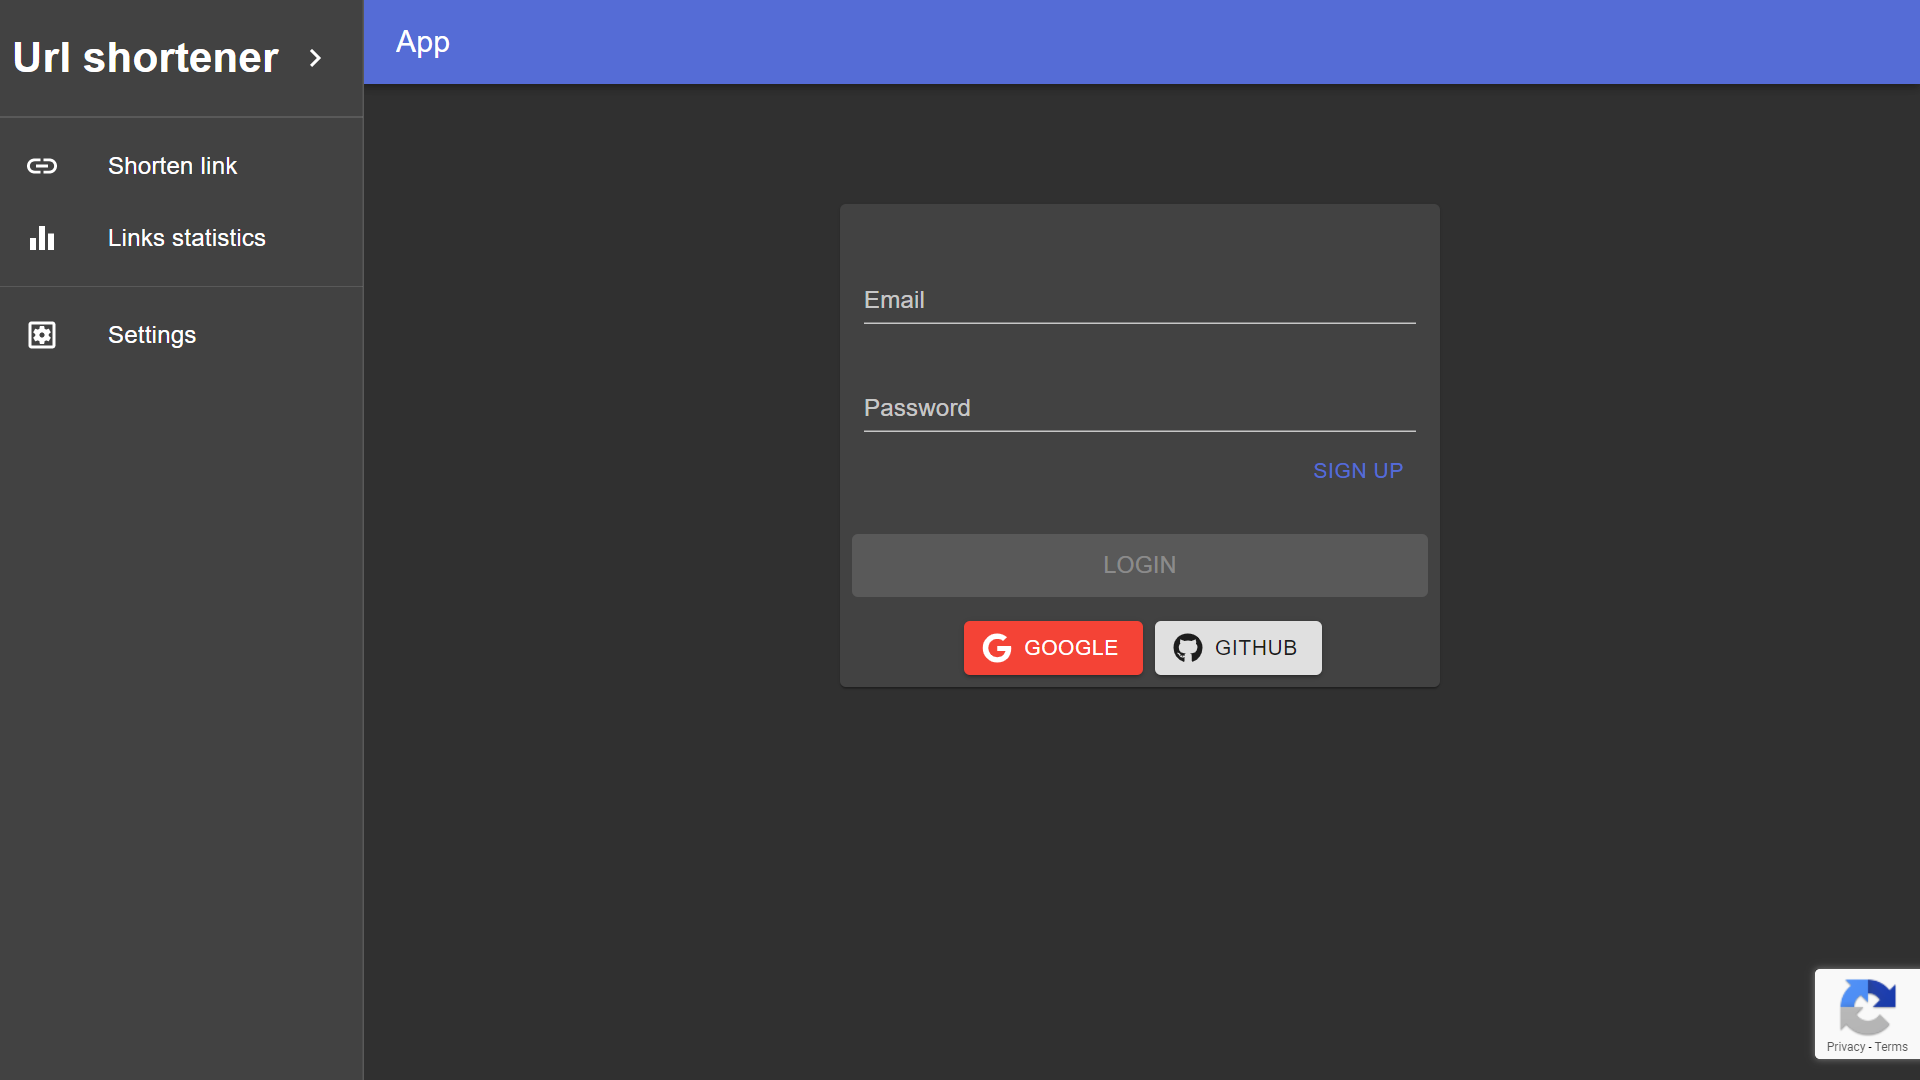 Url shortener
App
Shorten link
Links statistics
Settings
Email
Password
SIGN UP
LOGIN
GOOGLE
GITHUB
Privacy - Terms